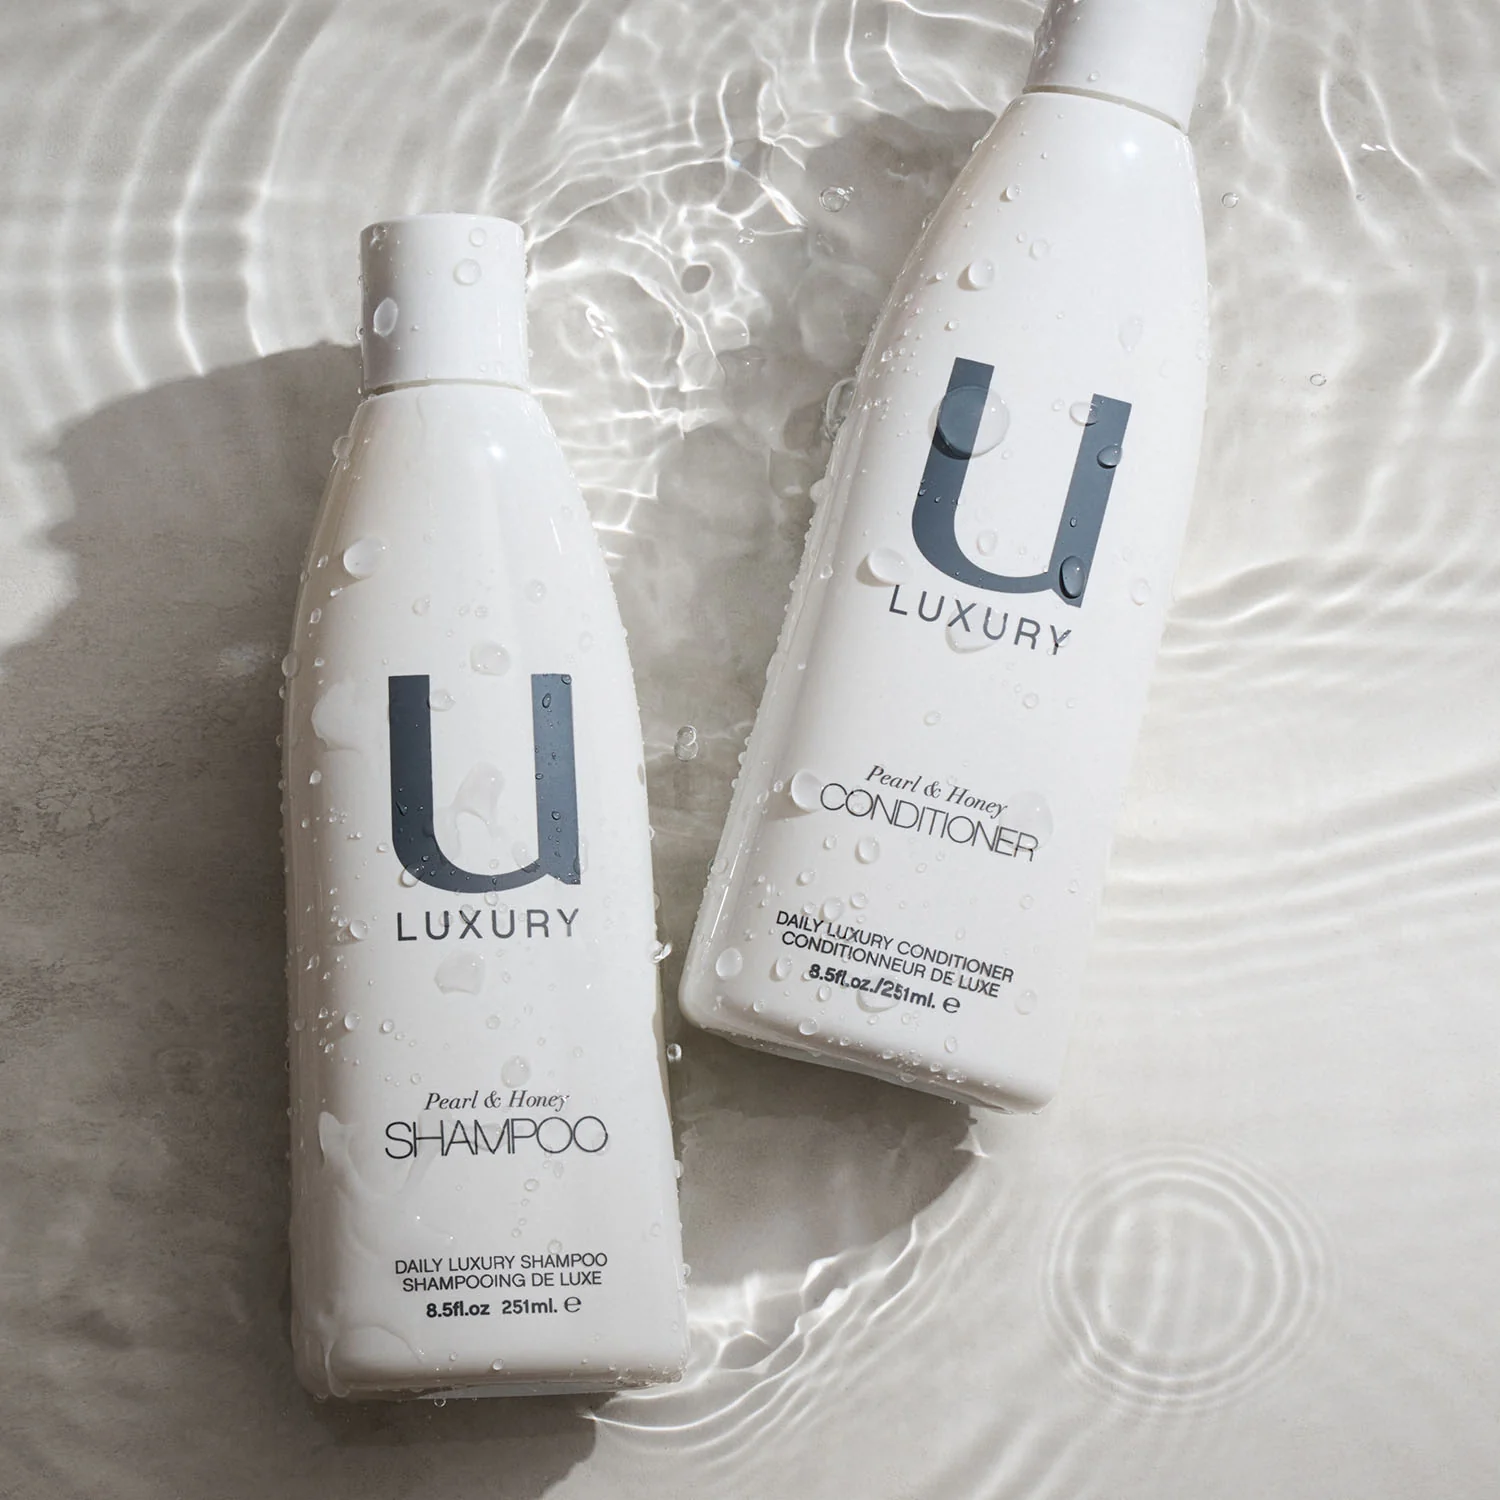 u
LUXURY
Pearl & Honey
SHAMPOO
DAILY LUXURY SHAMPOO
SHAMPOOING DE LUXE
8.5fl.oz 251ml. ℮
u
LUXURY
Pearl & Honey
CONDITIONER
DAILY LUXURY CONDITIONER
CONDITIONNEUR DE LUXE
8.5fl.oz./251ml. ℮